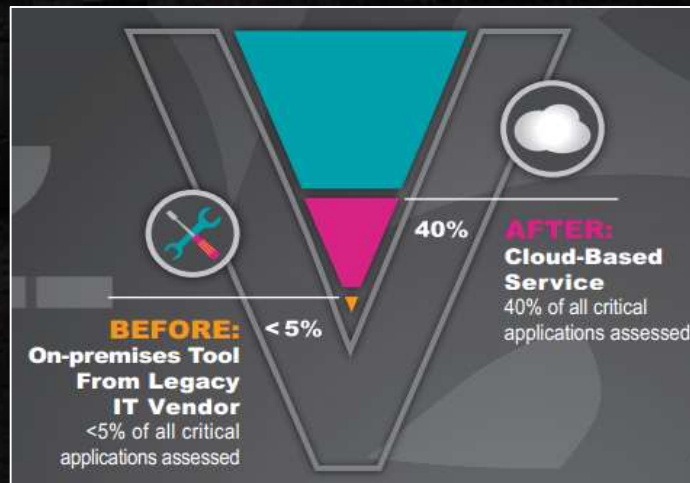 40%
AFTER:
Cloud-Based
Service
40% of all critical
applications assessed
BEFORE:
<5%
On-premises Tool
From Legacy
IT Vendor
<5% of all critical
applications assessed